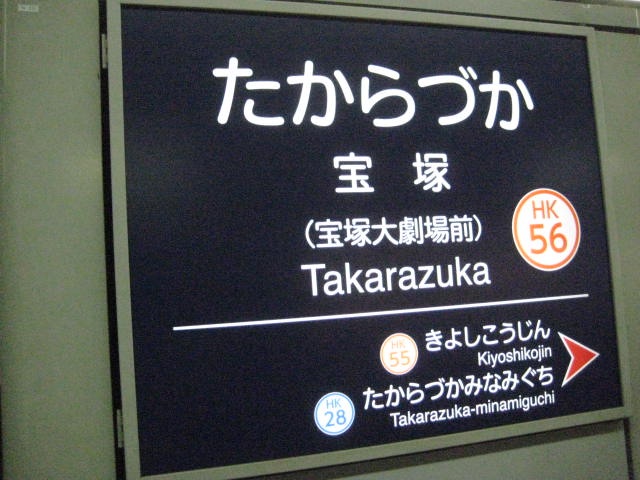 たからづか
宝塚
(宝塚大劇場前)
Takarazuka
HK
56
HK
55
きよしこうじん
Kiyoshikojin
HK
28
たからづかみなみぐち
Takarazuka-minamiguchi